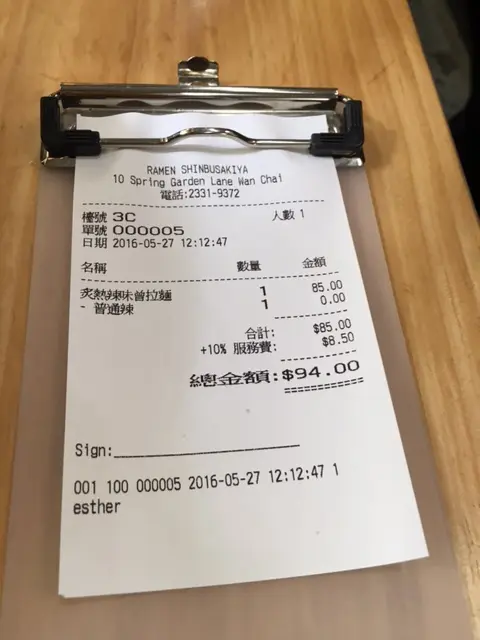 RAMEN SHINBUSAKIYA
10 Spring Garden Lane Wan Chai
電話:2331-9372
檯號 3C 人數 1
單號 000005
日期 2016-05-27 12:12:47
名稱 數量 金額
炙熱辣味曾拉麵 1 85.00
- 普通辣 1 0.00
合計: $85.00
+10% 服務費: $8.50
總金額:$94.00
Sign:
001 100 000005 2016-05-27 12:12:47 1
esther